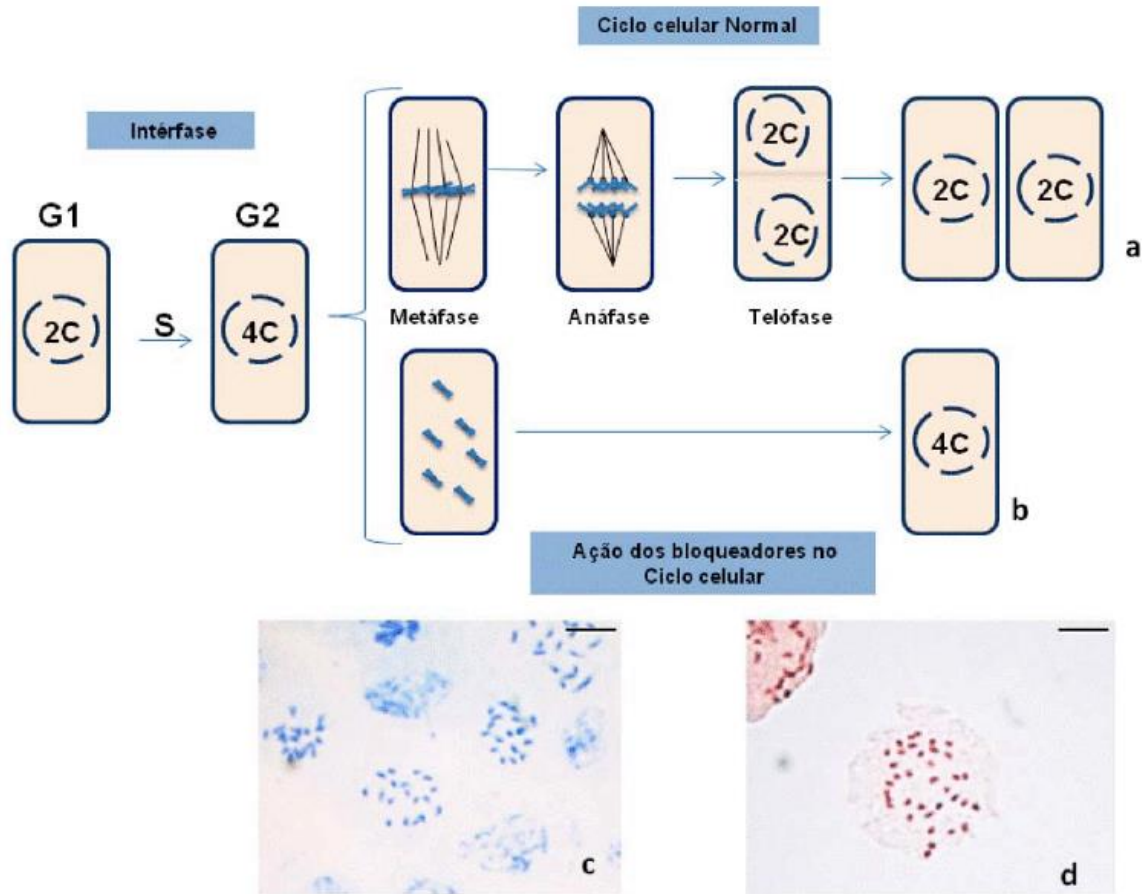 Ciclo celular Normal
Intérfase
G1
G2
2C
S
4C
2C
2C
2C
2C
a
Metáfase
Anáfase
Telófase
4C
b
Ação dos bloqueadores no
Ciclo celular
c
d